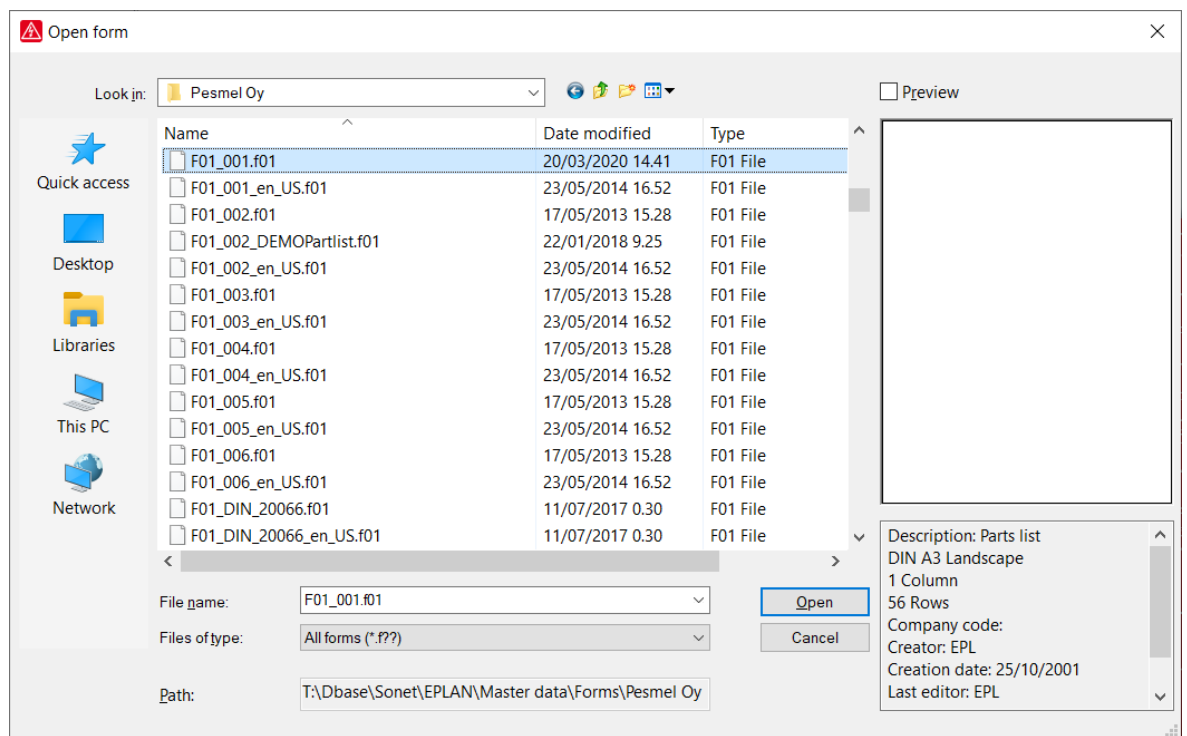 Open form
Look in: Pesmel Oy
Preview
Quick access
Desktop
Libraries
This PC
Network
Name Date modified Type
F01_001.f01 20/03/2020 14.41 F01 File
F01_001_en_US.f01 23/05/2014 16.52 F01 File
F01_002.f01 17/05/2013 15.28 F01 File
F01_002_DEMOPartlist.f01 22/01/2018 9.25 F01 File
F01_002_en_US.f01 23/05/2014 16.52 F01 File
F01_003.f01 17/05/2013 15.28 F01 File
F01_003_en_US.f01 23/05/2014 16.52 F01 File
F01_004.f01 17/05/2013 15.28 F01 File
F01_004_en_US.f01 23/05/2014 16.52 F01 File
F01_005.f01 17/05/2013 15.28 F01 File
F01_005_en_US.f01 23/05/2014 16.52 F01 File
F01_006.f01 17/05/2013 15.28 F01 File
F01_006_en_US.f01 23/05/2014 16.52 F01 File
F01_DIN_20066.f01 11/07/2017 0.30 F01 File
F01_DIN_20066_en_US.f01 11/07/2017 0.30 F01 File
File name: F01_001.f01 Open
Files of type: All forms (*.f??) Cancel
Path: T:\Dbase\Sonet\EPLAN\Master data\Forms\Pesmel Oy
Description: Parts list
DIN A3 Landscape
1 Column
56 Rows
Company code:
Creator: EPL
Creation date: 25/10/2001
Last editor: EPL